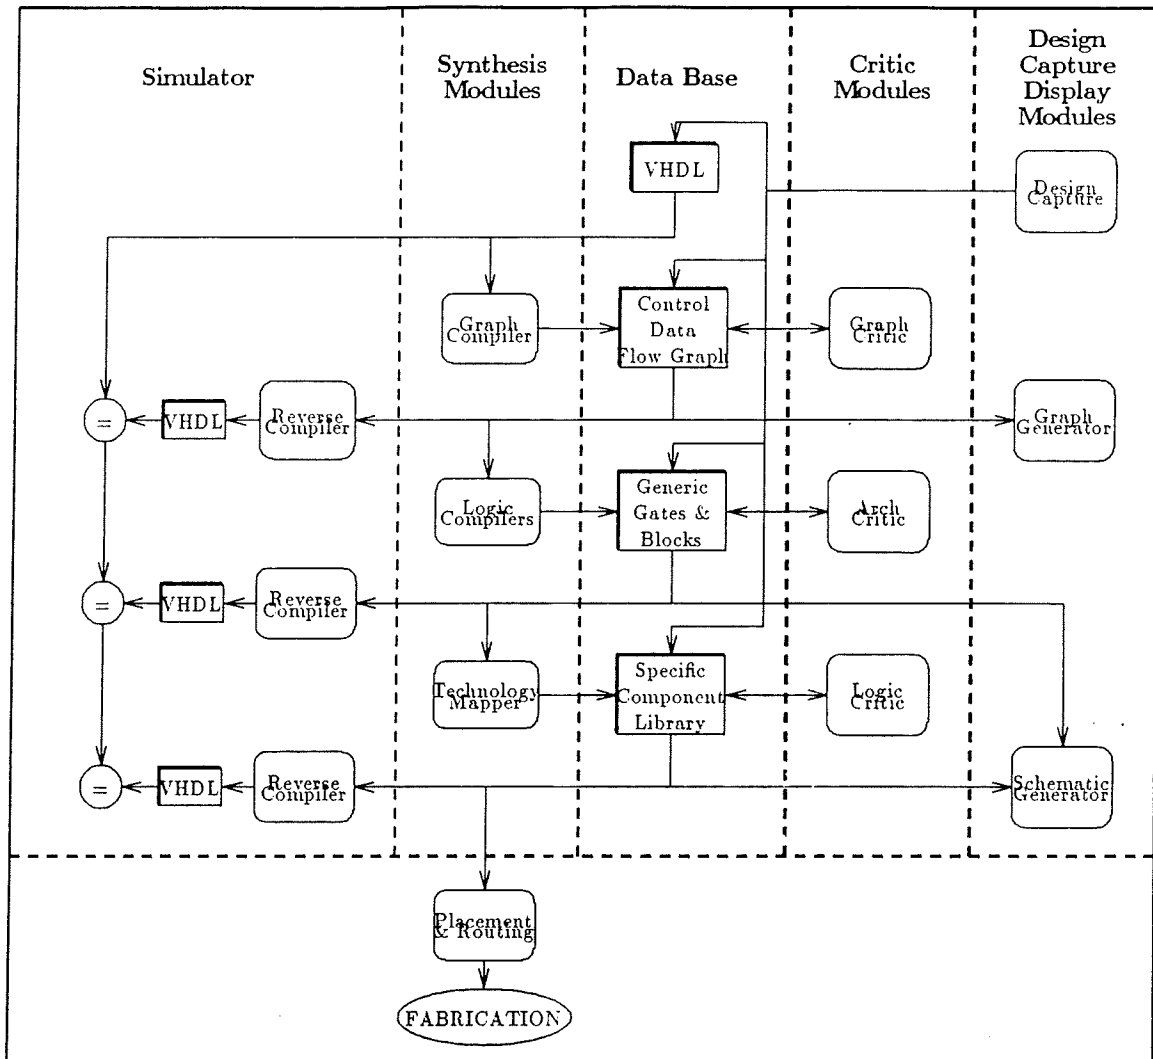 Simulator
Synthesis
Modules
Data Base
Critic
Modules
Design
Capture
Display
Modules
VHDL
Design
Capture
Graph
Compiler
Control
Data
Flow Graph
Graph
Critic
=
VHDL
Reverse
Compiler
Graph
Generator
Logic
Compilers
Generic
Gates &
Blocks
Arch
Critic
=
VHDL
Reverse
Compiler
Technology
Mapper
Specific
Component
Library
Logic
Critic
=
VHDL
Reverse
Compiler
Schematic
Generator
Placement
& Routing
FABRICATION